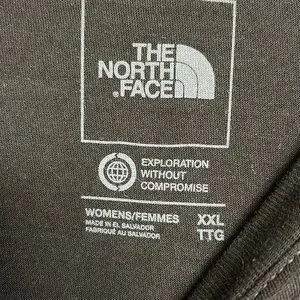 THE
NORTH
FACE
EXPLORATION
WITHOUT
COMPROMISE
WOMENS/FEMMES XXL
MADE IN EL SALVADOR TTG
FABRIQUÉ AU SALVADOR